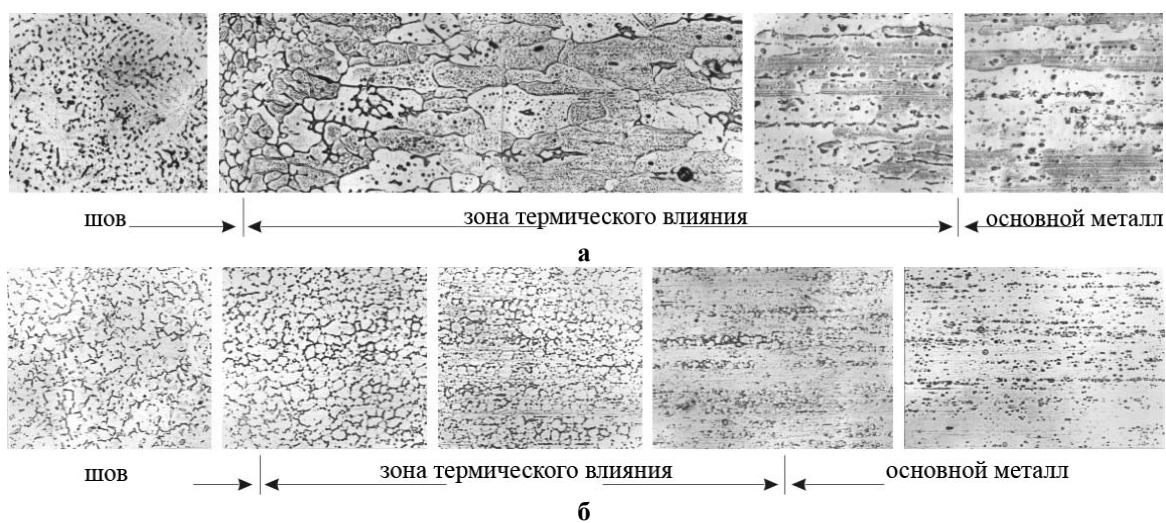 шов зона термического влияния основной металл
а
шов зона термического влияния основной металл
б